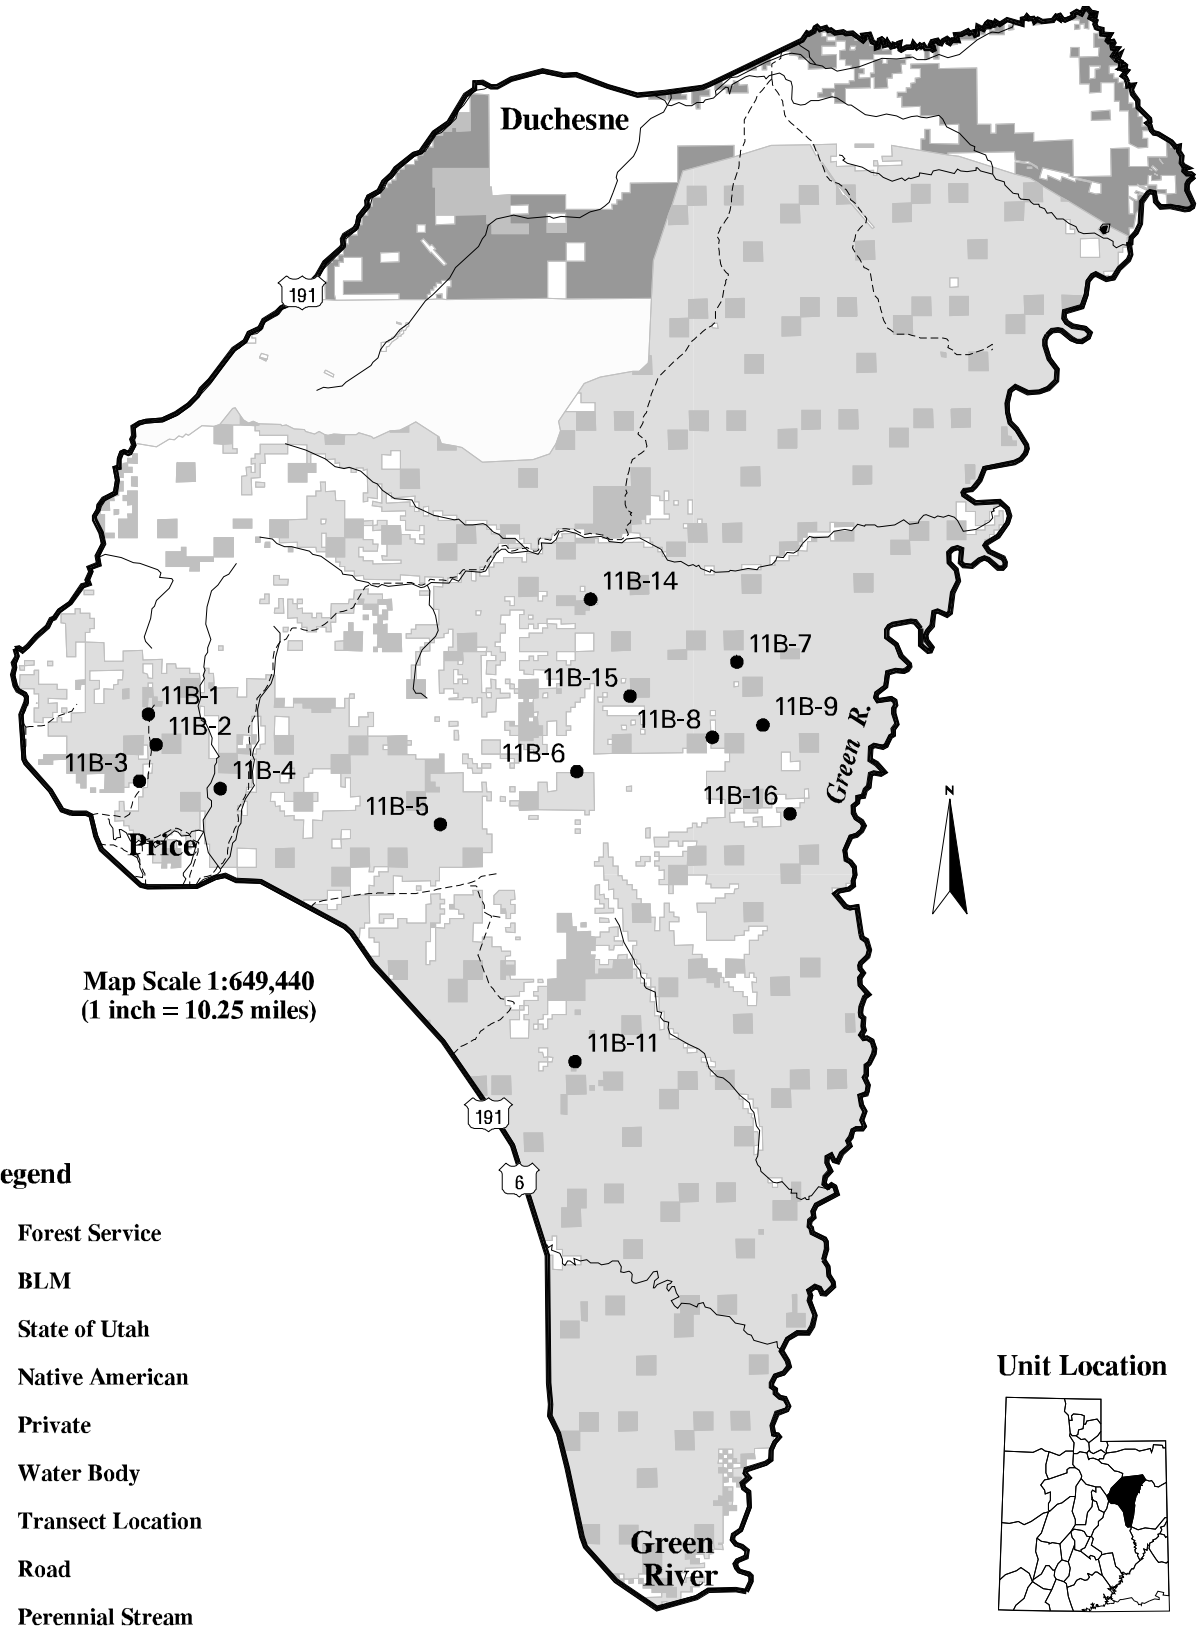 Duchesne
191
11B-14
11B-7
11B-15
11B-1
11B-9
11B-8
11B-2
Green R.
11B-6
11B-3
11B-4
N
11B-16
11B-5
Price
Map Scale 1:649,440
(1 inch = 10.25 miles)
11B-11
191
6
egend
Forest Service
BLM
State of Utah
Native American
Private
Water Body
Transect Location
Road
Perennial Stream
Unit Location
Green
River